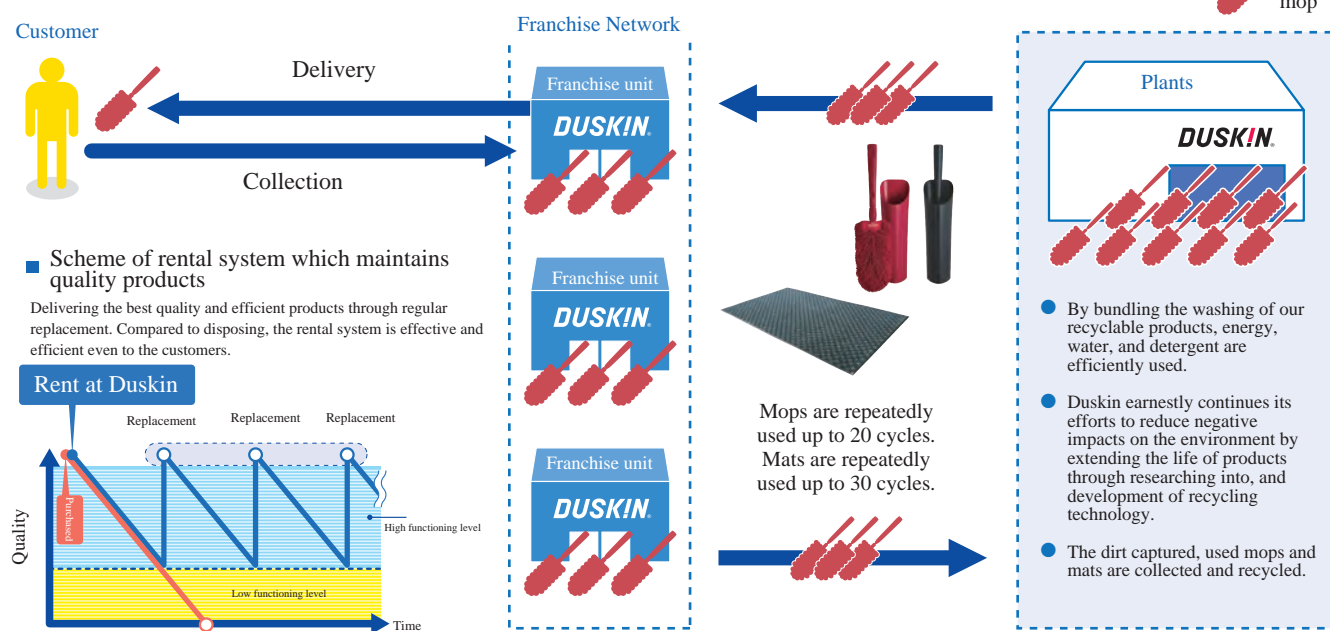 mop
Customer
Franchise Network
Delivery
Collection
Franchise unit
DUSK!N®
Franchise unit
DUSK!N®
Franchise unit
DUSK!N®
Plants
DUSK!N®
Scheme of rental system which maintains
quality products
Delivering the best quality and efficient products through regular
replacement. Compared to disposing, the rental system is effective and
efficient even to the customers.
Rent at Duskin
Replacement
Replacement
Replacement
Purchased
Quality
High functioning level
Low functioning level
Time
Mops are repeatedly
used up to 20 cycles.
Mats are repeatedly
used up to 30 cycles.
By bundling the washing of our
recyclable products, energy,
water, and detergent are
efficiently used.
Duskin earnestly continues its
efforts to reduce negative
impacts on the environment by
extending the life of products
through researching into, and
development of recycling
technology.
The dirt captured, used mops and
mats are collected and recycled.